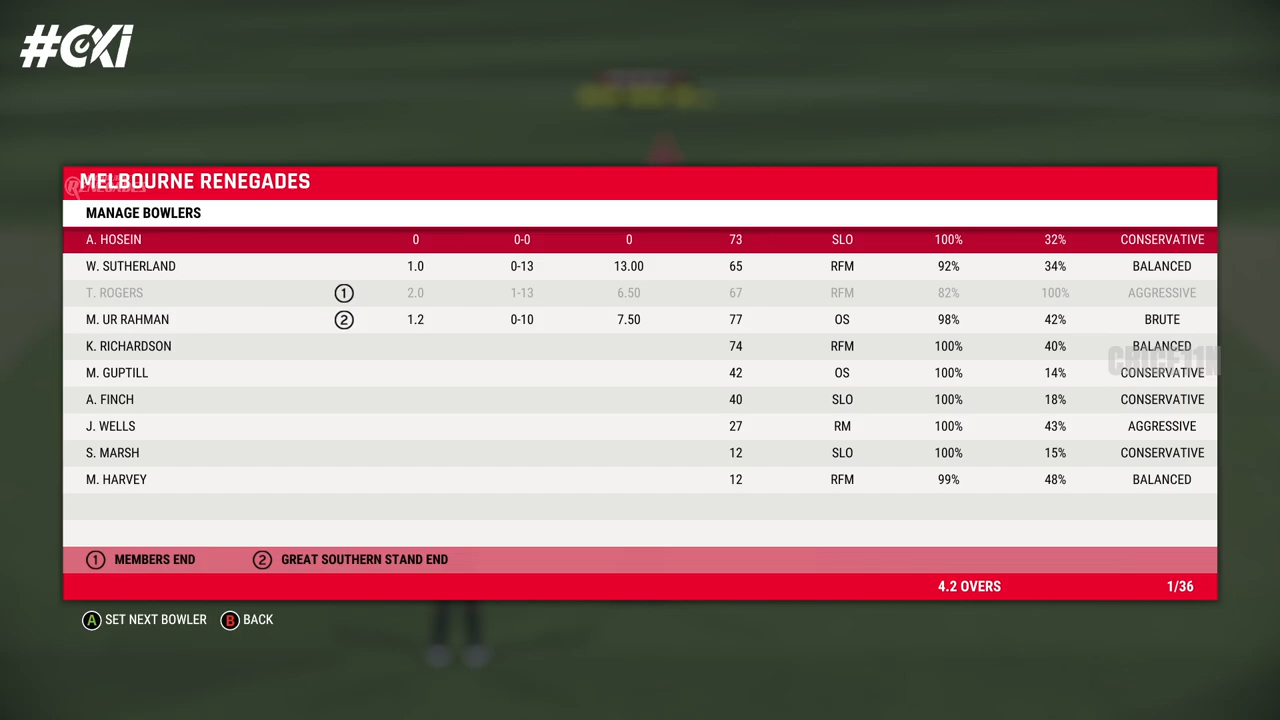 #CXI
MELBOURNE RENEGADES
RENEGADES
MANAGE BOWLERS
A. HOSEIN 0 0-0 0 73 SLO 100% 32% CONSERVATIVE
W. SUTHERLAND 1.0 0-13 13.00 65 RFM 92% 34% BALANCED
T. ROGERS 1 2.0 1-13 6.50 67 RFM 82% 100% AGGRESSIVE
M. UR RAHMAN 2 1.2 0-10 7.50 77 OS 98% 42% BRUTE
K. RICHARDSON 74 RFM 100% 40% BALANCED
M. GUPTILL 42 OS 100% 14% CONSERVATIVE
A. FINCH 40 SLO 100% 18% CONSERVATIVE
J. WELLS 27 RM 100% 43% AGGRESSIVE
S. MARSH 12 SLO 100% 15% CONSERVATIVE
M. HARVEY 12 RFM 99% 48% BALANCED
1 MEMBERS END 2 GREAT SOUTHERN STAND END
4.2 OVERS 1/36
A SET NEXT BOWLER B BACK